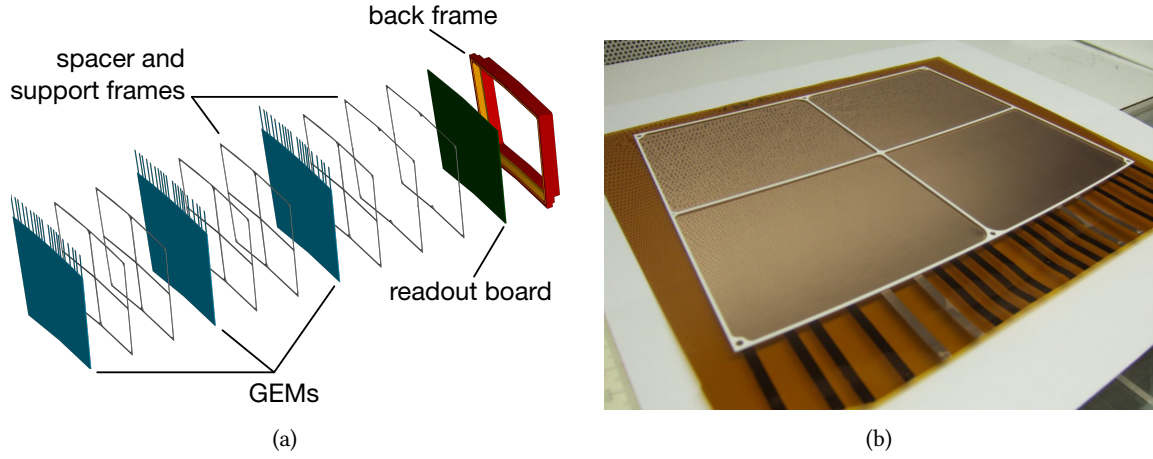 back frame
spacer and
support frames
readout board
GEMs
(a)
(b)